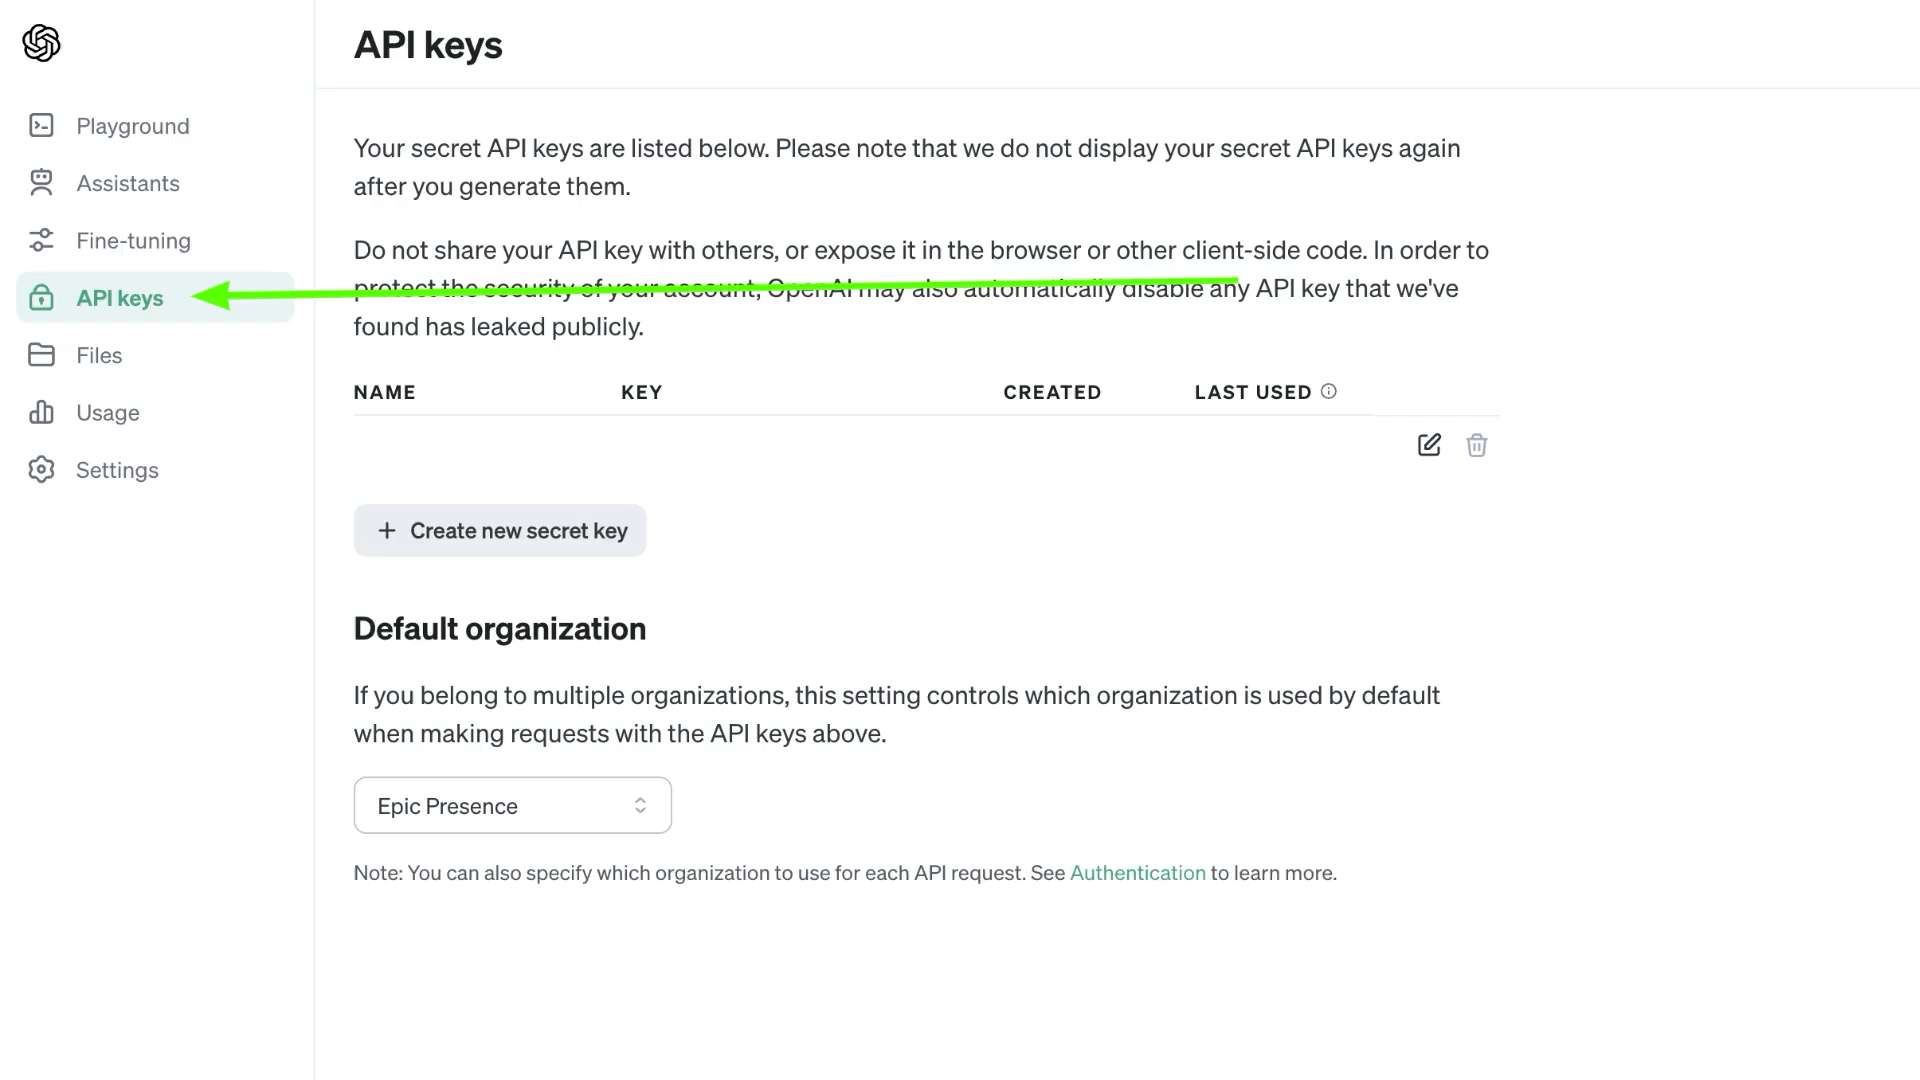 API keys
Playground
Assistants
Fine-tuning
API keys
Files
Usage
Settings
Your secret API keys are listed below. Please note that we do not display your secret API keys again
after you generate them.
Do not share your API key with others, or expose it in the browser or other client-side code. In order to
protect the security of your account, OpenAI may also automatically disable any API key that we've
found has leaked publicly.
NAME KEY CREATED LAST USED
+ Create new secret key
Default organization
If you belong to multiple organizations, this setting controls which organization is used by default
when making requests with the API keys above.
Epic Presence
Note: You can also specify which organization to use for each API request. See Authentication to learn more.